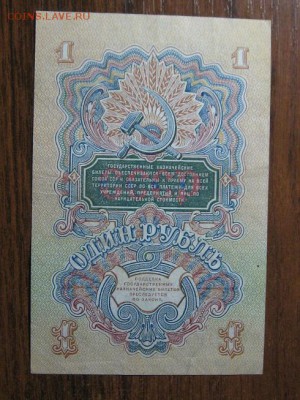 COINS.LAVE.RU
1 1
ГОСУДАРСТВЕННЫЕ КАЗНАЧЕЙСКИЕ
БИЛЕТЫ ОБЕСПЕЧИВАЮТСЯ ВСЕМ ДОСТОЯНИЕМ
СОЮЗА ССР И ОБЯЗАТЕЛЬНЫ К ПРИЕМУ НА ВСЕЙ
ТЕРРИТОРИИ СССР ВО ВСЕ ПЛАТЕЖИ ДЛЯ ВСЕХ
УЧРЕЖДЕНИЙ, ПРЕДПРИЯТИЙ И ЛИЦ ПО
НАРИЦАТЕЛЬНОЙ СТОИМОСТИ
ОДИН РУБЛЬ
ПОДДЕЛКА
ГОСУДАРСТВЕННЫХ
КАЗНАЧЕЙСКИХ БИЛЕТОВ
ПРЕСЛЕДУЕТСЯ
ПО ЗАКОНУ
1 1